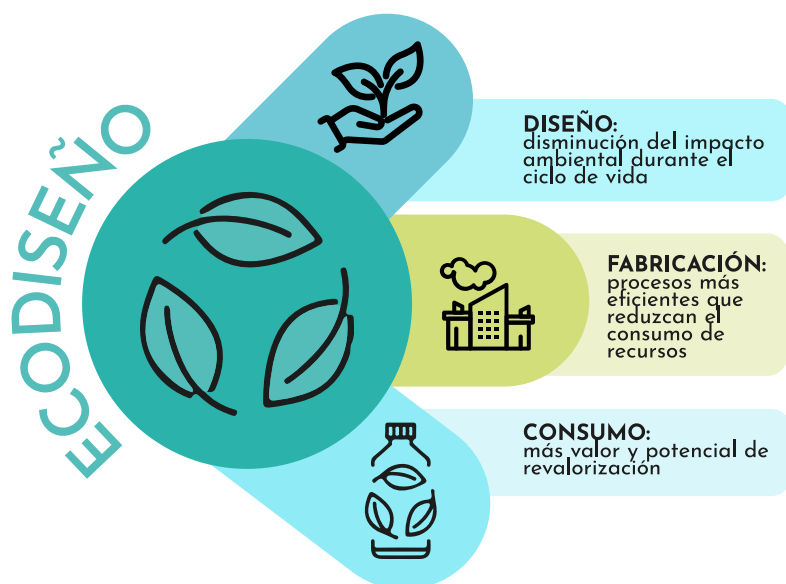 ECODISEÑO
DISEÑO:
disminución del impacto
ambiental durante el
ciclo de vida
FABRICACIÓN:
procesos más
eficientes que
reduzcan el
consumo de
recursos
CONSUMO:
más valor y potencial de
revalorización